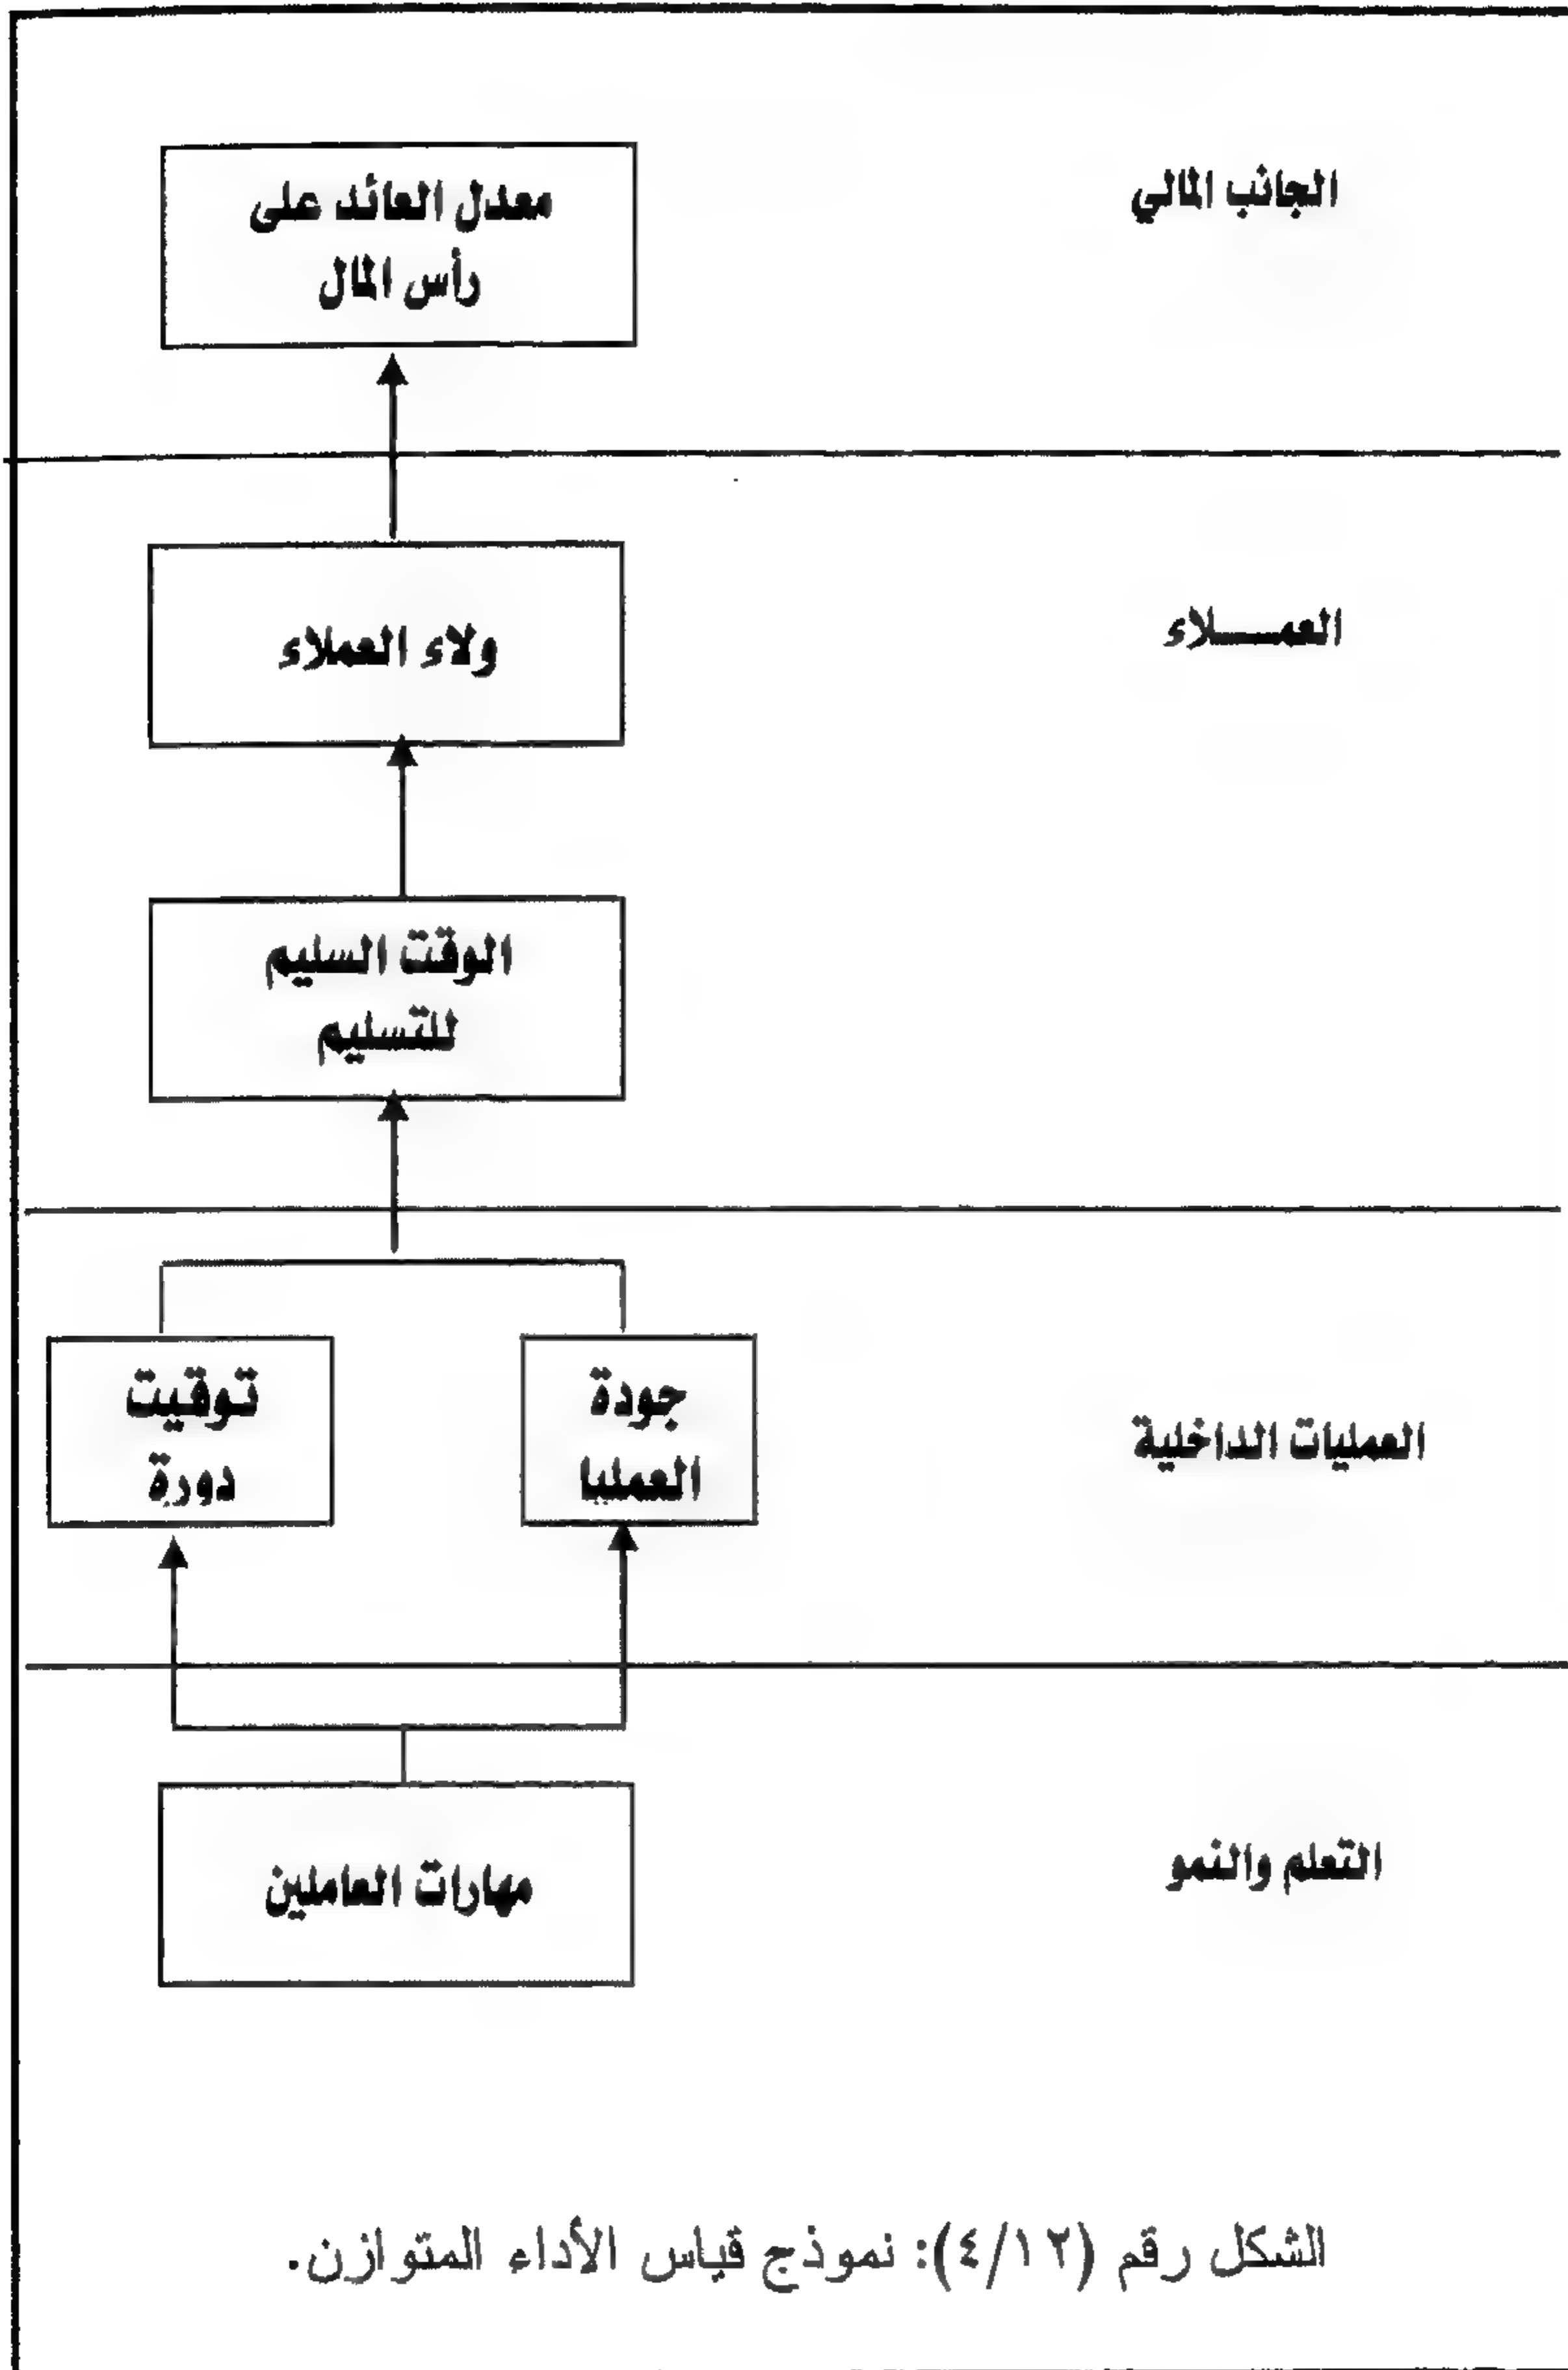 الجانب المالي
معدل العائد على
رأس المال
العمـــلاء
ولاء العملاء
الوقت السليم
للتسليم
العمليات الداخلية
جودة
العمليا
توقيت
دورة
التعلم والنمو
مهارات العاملين
الشكل رقم (٤/١٢): نموذج قياس الأداء المتوازن.